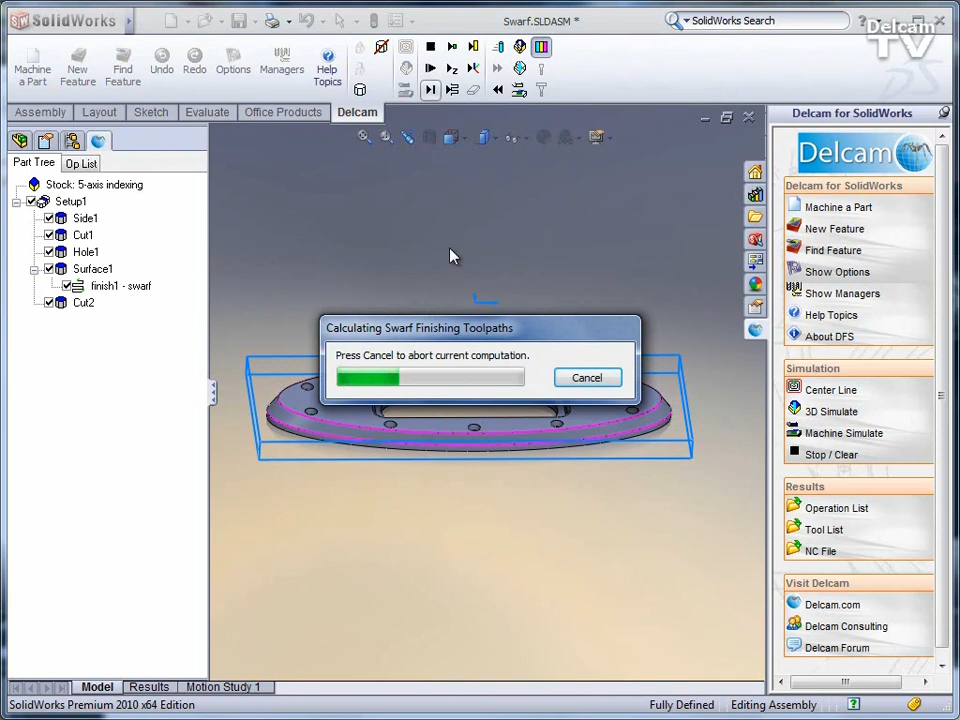 SolidWorks
Swarf.SLDASM *
SolidWorks Search
Delcam
TV
Machine
a Part
New
Feature
Find
Feature
Undo
Redo
Options
Managers
Help
Topics
Assembly
Layout
Sketch
Evaluate
Office Products
Delcam
Part Tree
Op List
Stock: 5-axis indexing
Setup1
Side1
Cut1
Hole1
Surface1
finish1 - swarf
Cut2
Calculating Swarf Finishing Toolpaths
Press Cancel to abort current computation.
Cancel
Delcam for SolidWorks
Delcam
Delcam for SolidWorks
Machine a Part
New Feature
Find Feature
Show Options
Show Managers
Help Topics
About DFS
Simulation
Center Line
3D Simulate
Machine Simulate
Stop / Clear
Results
Operation List
Tool List
NC File
Visit Delcam
Delcam.com
Delcam Consulting
Delcam Forum
Model
Results
Motion Study 1
SolidWorks Premium 2010 x64 Edition
Fully Defined
Editing Assembly